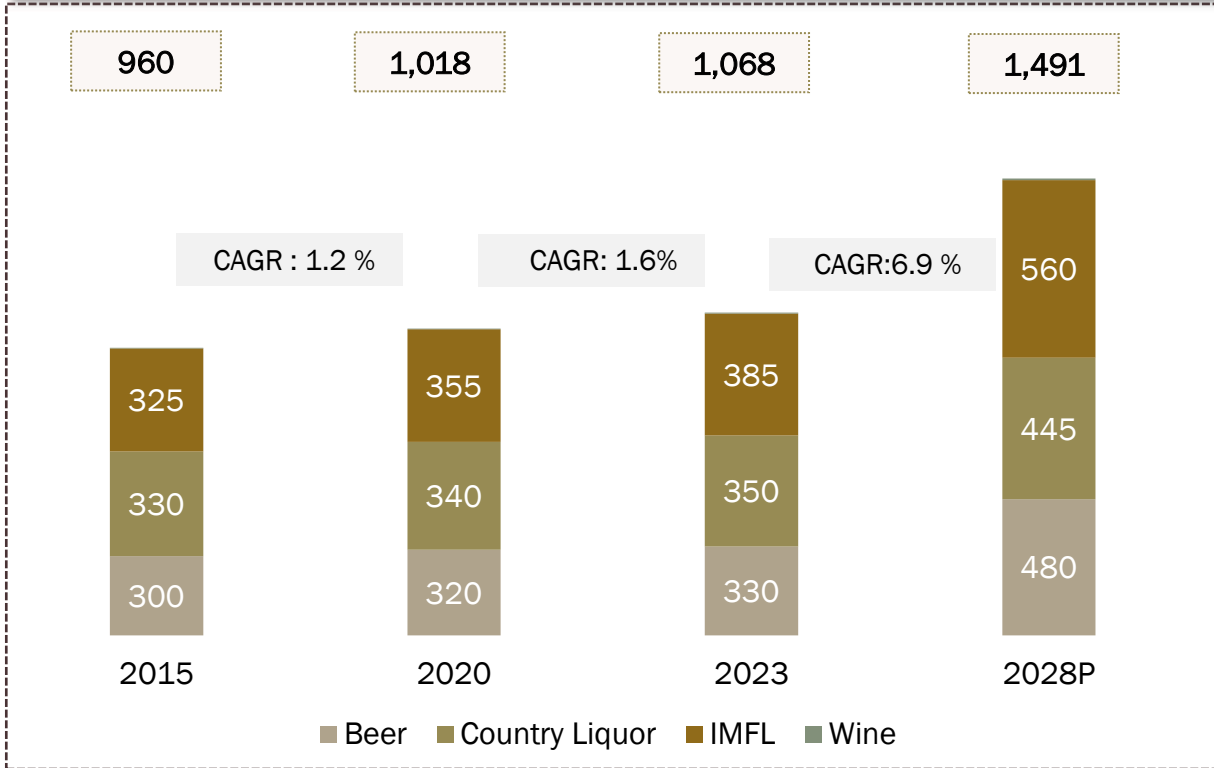 960 1,018 1,068 1,491
CAGR : 1.2 % CAGR: 1.6% CAGR:6.9 %
325 355 385 560
330 340 350 445
300 320 330 480
2015 2020 2023 2028P
Beer Country Liquor IMFL Wine